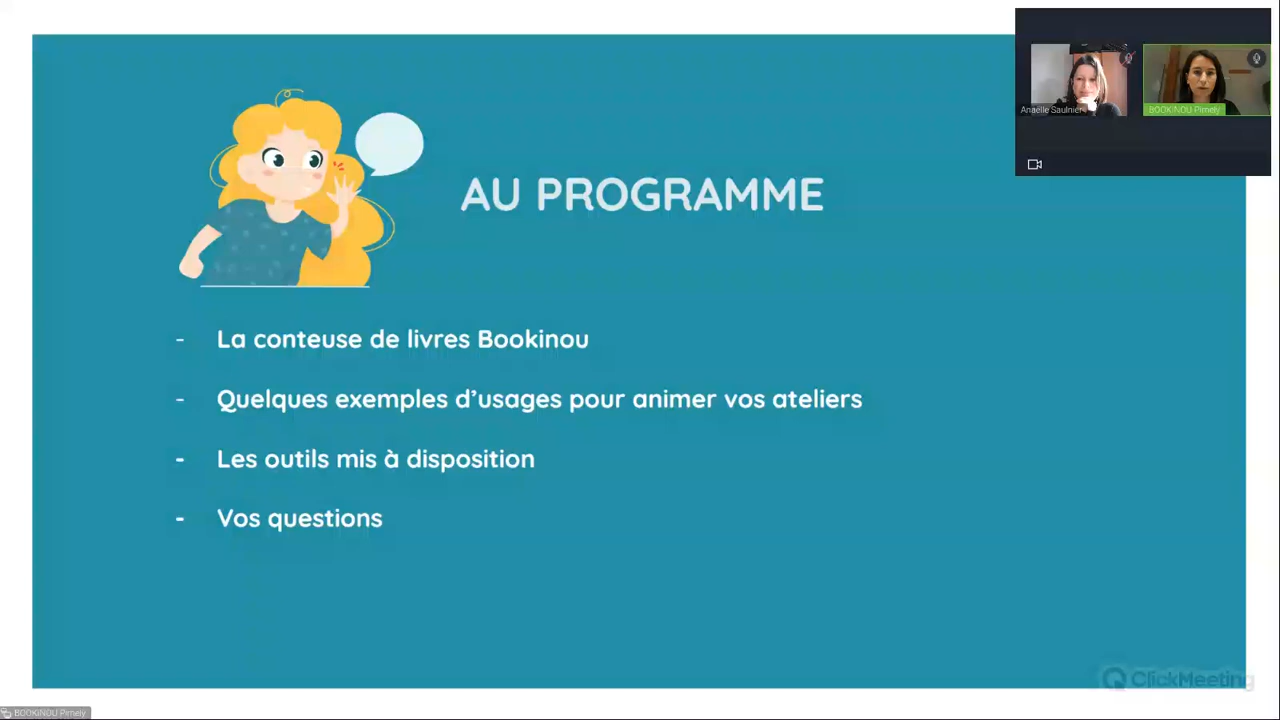 AU PROGRAMME
- La conteuse de livres Bookinou
- Quelques exemples d'usages pour animer vos ateliers
- Les outils mis à disposition
- Vos questions
Anaëlle Saulnier
BOOKINOU Pimely
ClickMeeting
BOOKINOU Pimely